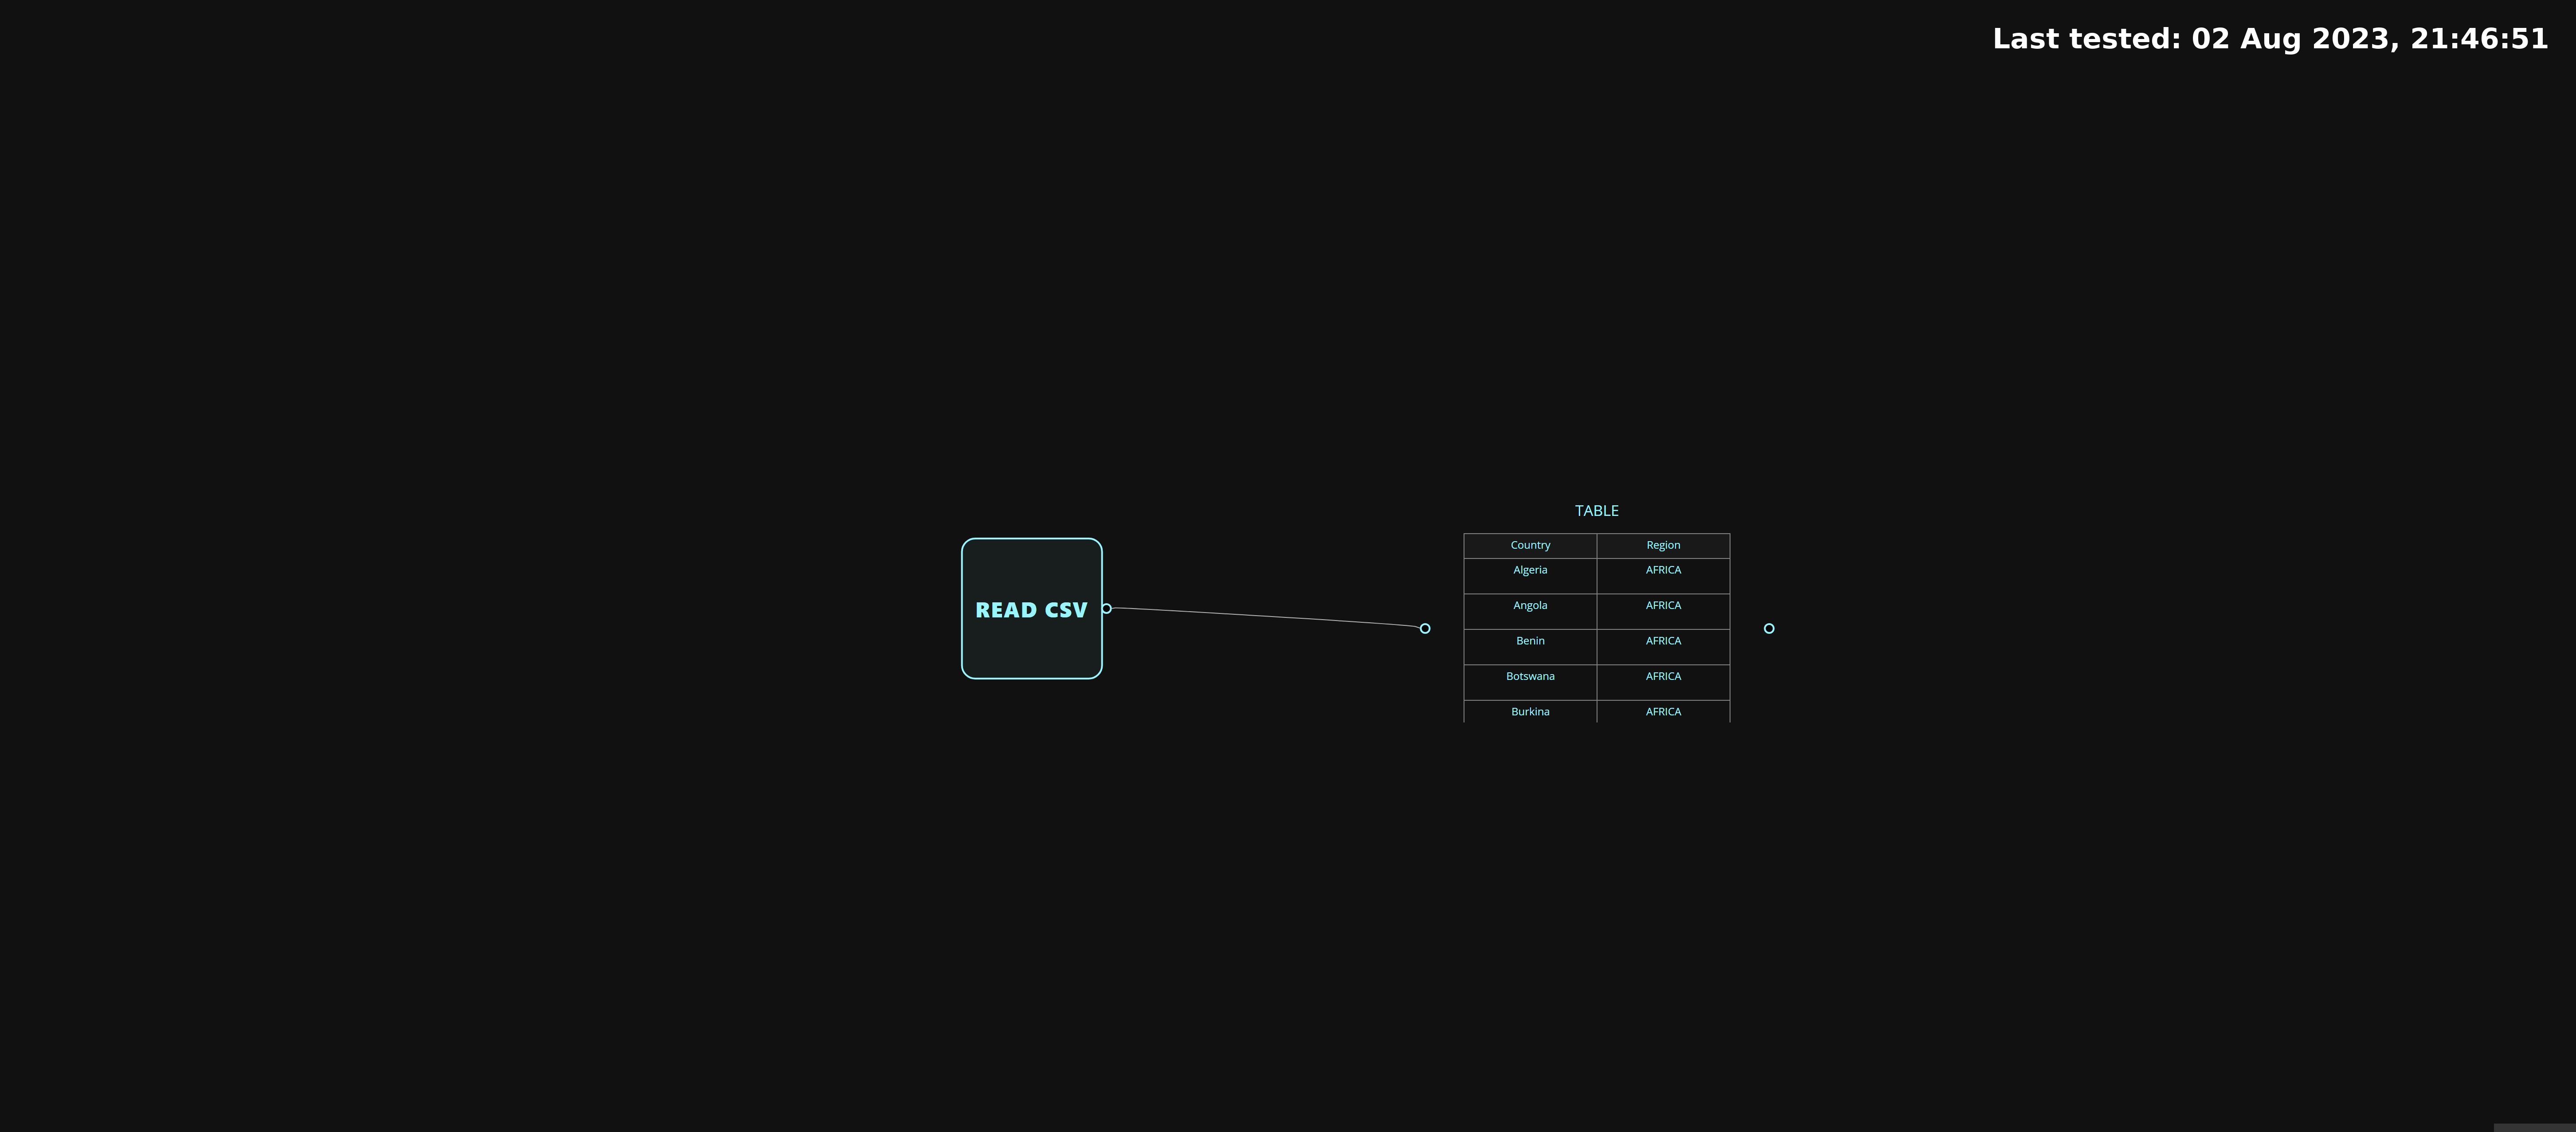 Last tested: 02 Aug 2023, 21:46:51
TABLE
Country Region
Algeria AFRICA
READ CSV
Angola AFRICA
Benin AFRICA
Botswana AFRICA
Burkina AFRICA